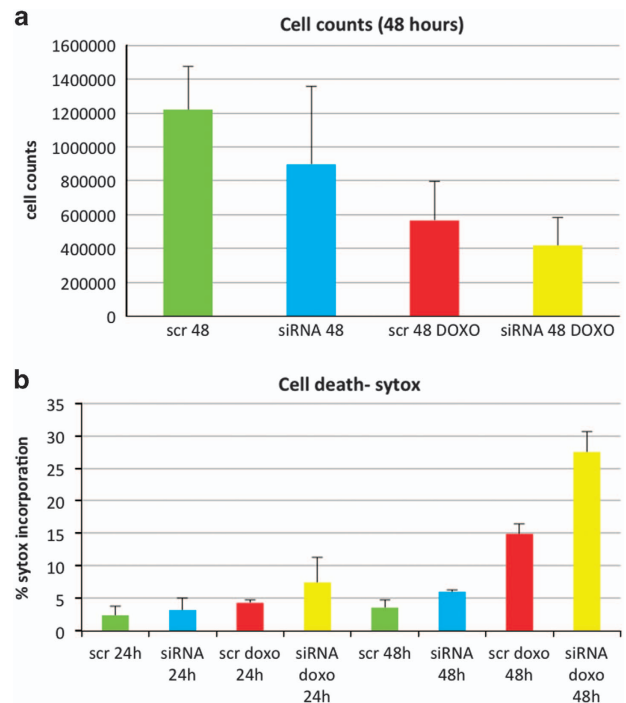 a
Cell counts (48 hours)
1600000
1400000
1200000
1000000
800000
600000
400000
200000
0
cell counts
scr 48 siRNA 48 scr 48 DOXO siRNA 48 DOXO
b
Cell death- sytox
35
30
25
20
15
10
5
0
% sytox incorporation
scr 24h siRNA scr doxo siRNA scr 48h siRNA scr doxo siRNA
24h 24h doxo 48h 48h doxo
24h 48h